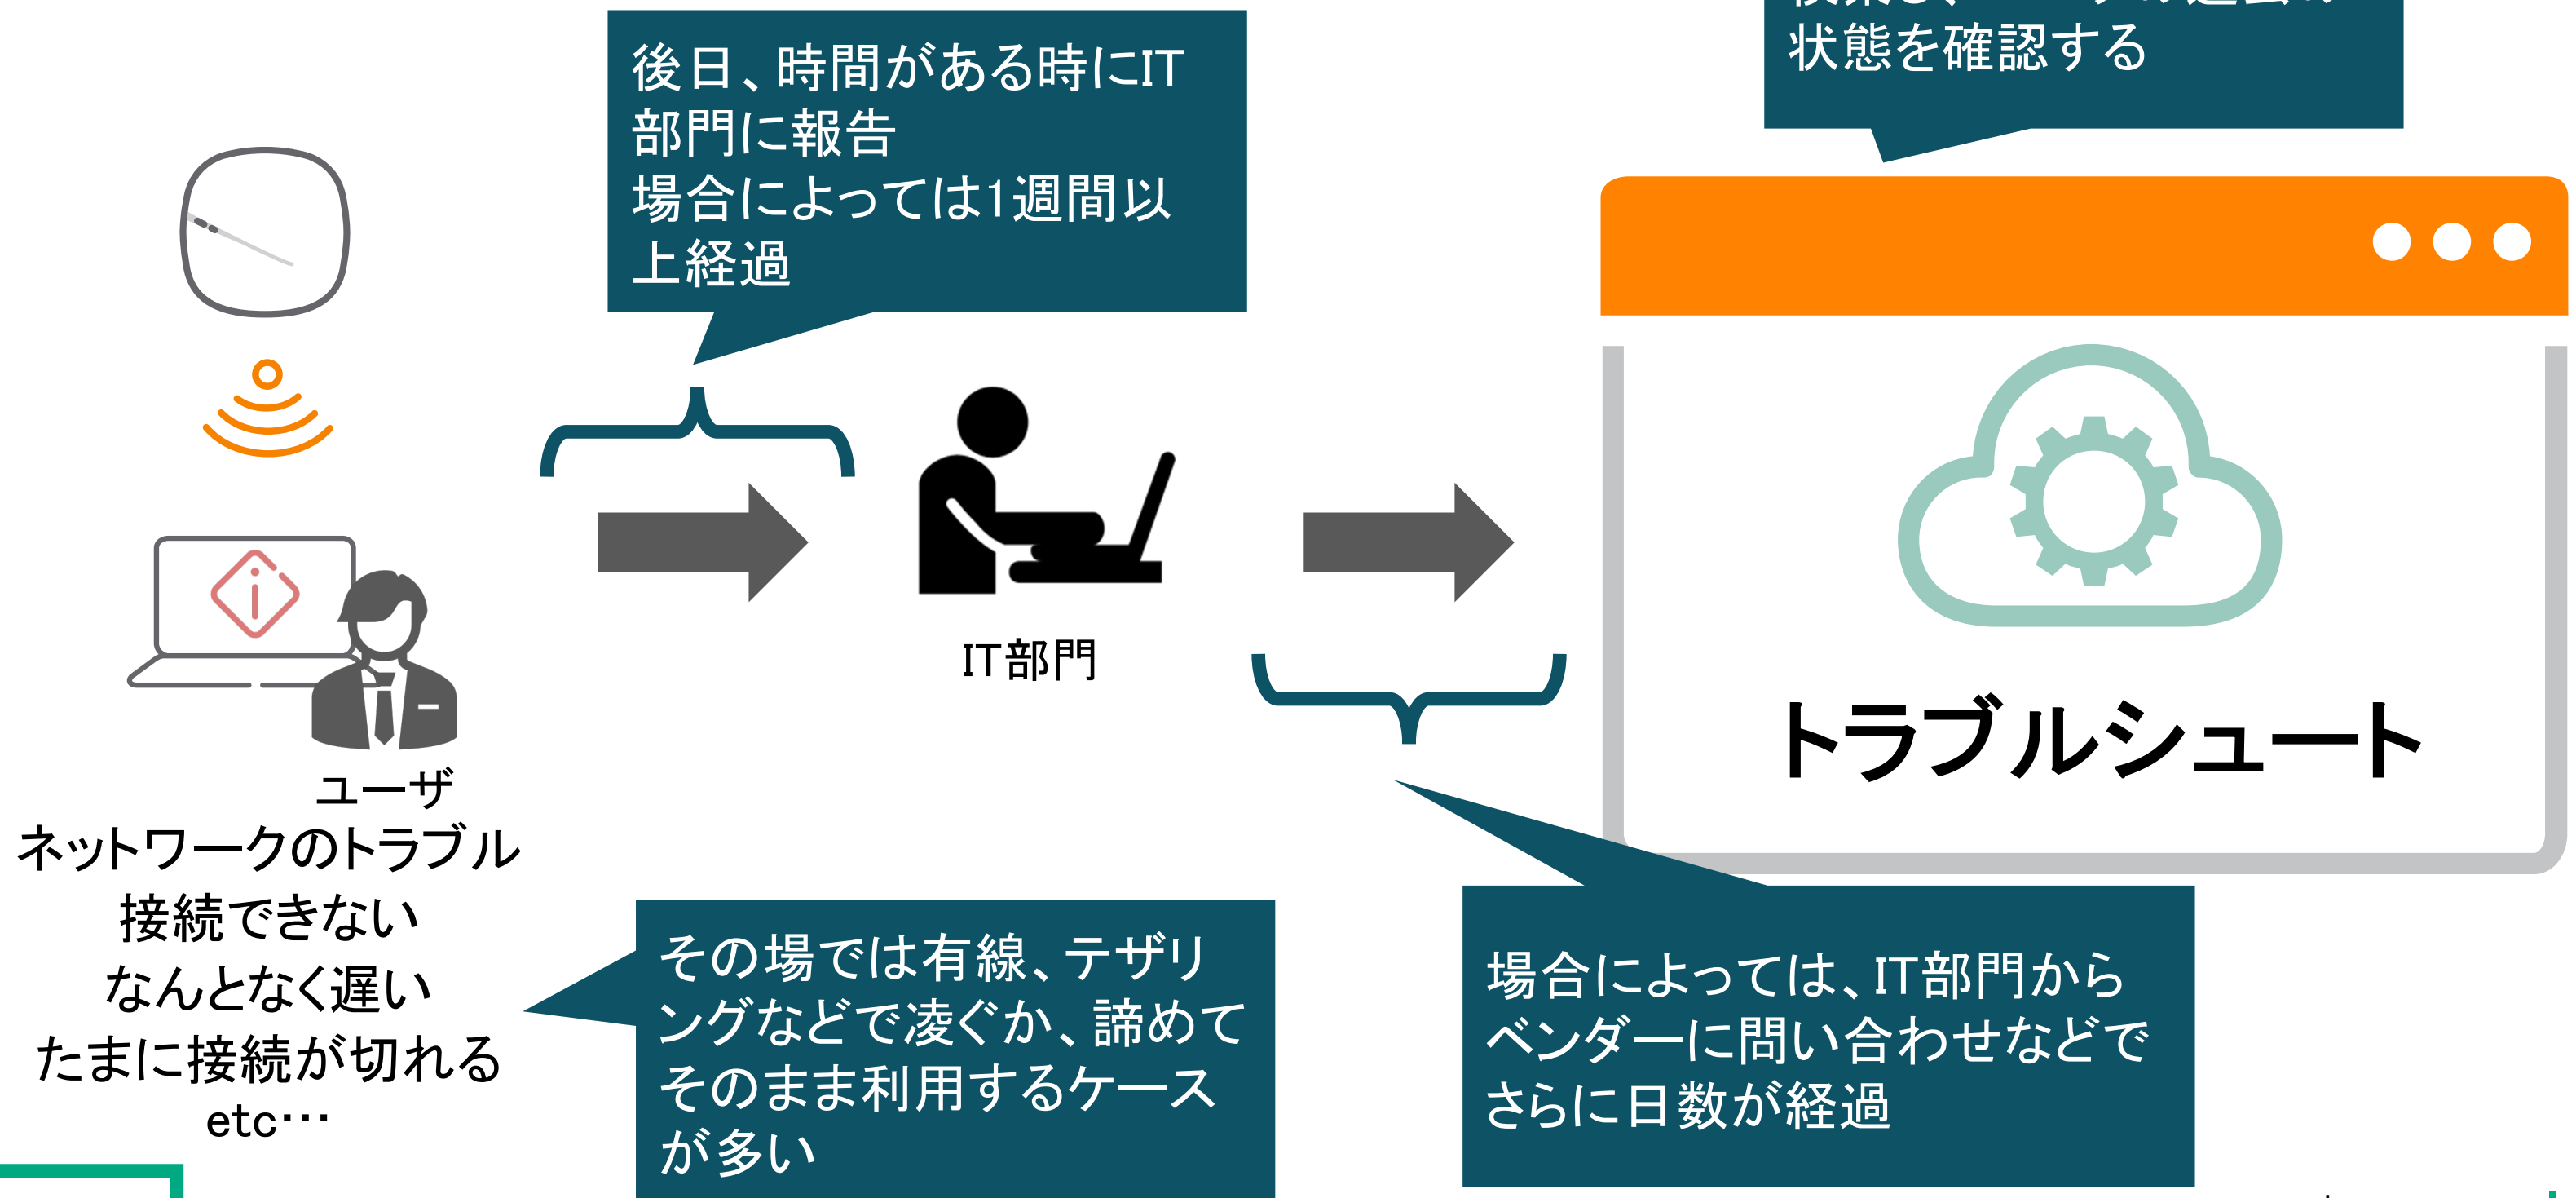 状態を確認する
後日、時間がある時にIT
部門に報告
場合によっては1週間以
上経過
IT部門
トラブルシュート
ユーザ
ネットワークのトラブル
接続できない
なんとなく遅い
たまに接続が切れる
etc…
その場では有線、テザリ
ングなどで凌ぐか、諦めて
そのまま利用するケース
が多い
場合によっては、IT部門から
ベンダーに問い合わせなどで
さらに日数が経過